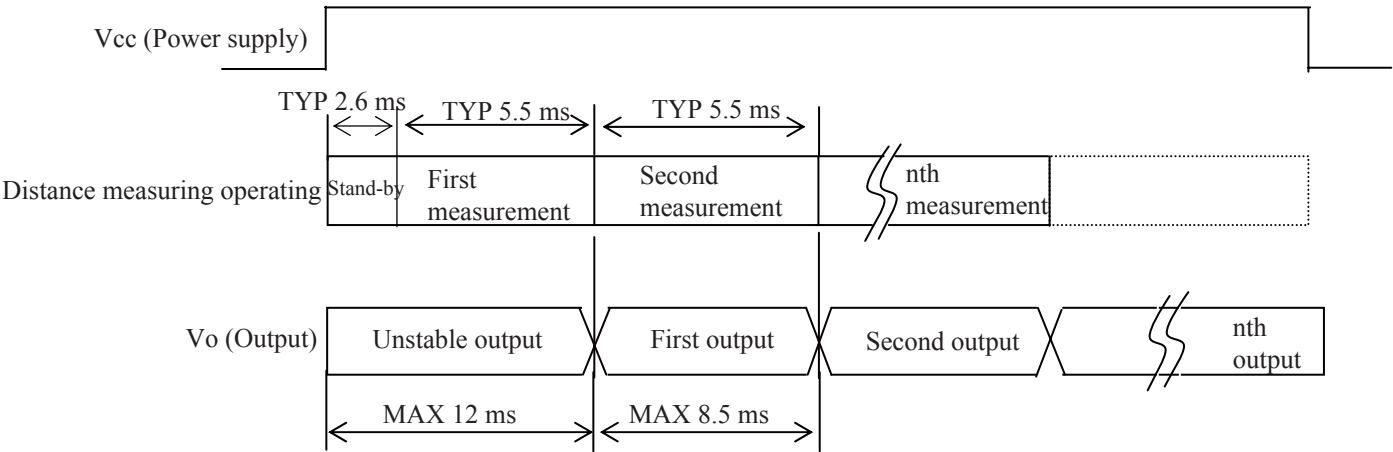 Vcc (Power supply)
TYP 2.6 ms
TYP 5.5 ms
TYP 5.5 ms
Distance measuring operating
Stand-by
First
measurement
Second
measurement
nth
measurement
Vo (Output)
Unstable output
First output
Second output
nth
output
MAX 12 ms
MAX 8.5 ms